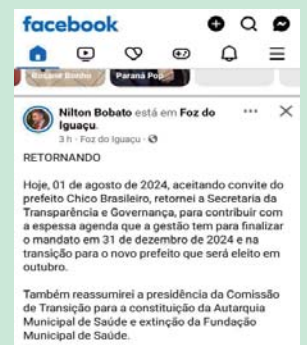 facebook
Rosane Bonho Paraná Pop
Nilton Bobato está em Foz do
Iguaçu.
3 h · Foz do Iguaçu ·
RETORNANDO
Hoje, 01 de agosto de 2024, aceitando convite do
prefeito Chico Brasileiro, retornei a Secretaria da
Transparência e Governança, para contribuir com
a espessa agenda que a gestão tem para finalizar
o mandato em 31 de dezembro de 2024 e na
transição para o novo prefeito que será eleito em
outubro.
Também reassumirei a presidência da Comissão
de Transição para a constituição da Autarquia
Municipal de Saúde e extinção da Fundação
Municipal de Saúde.